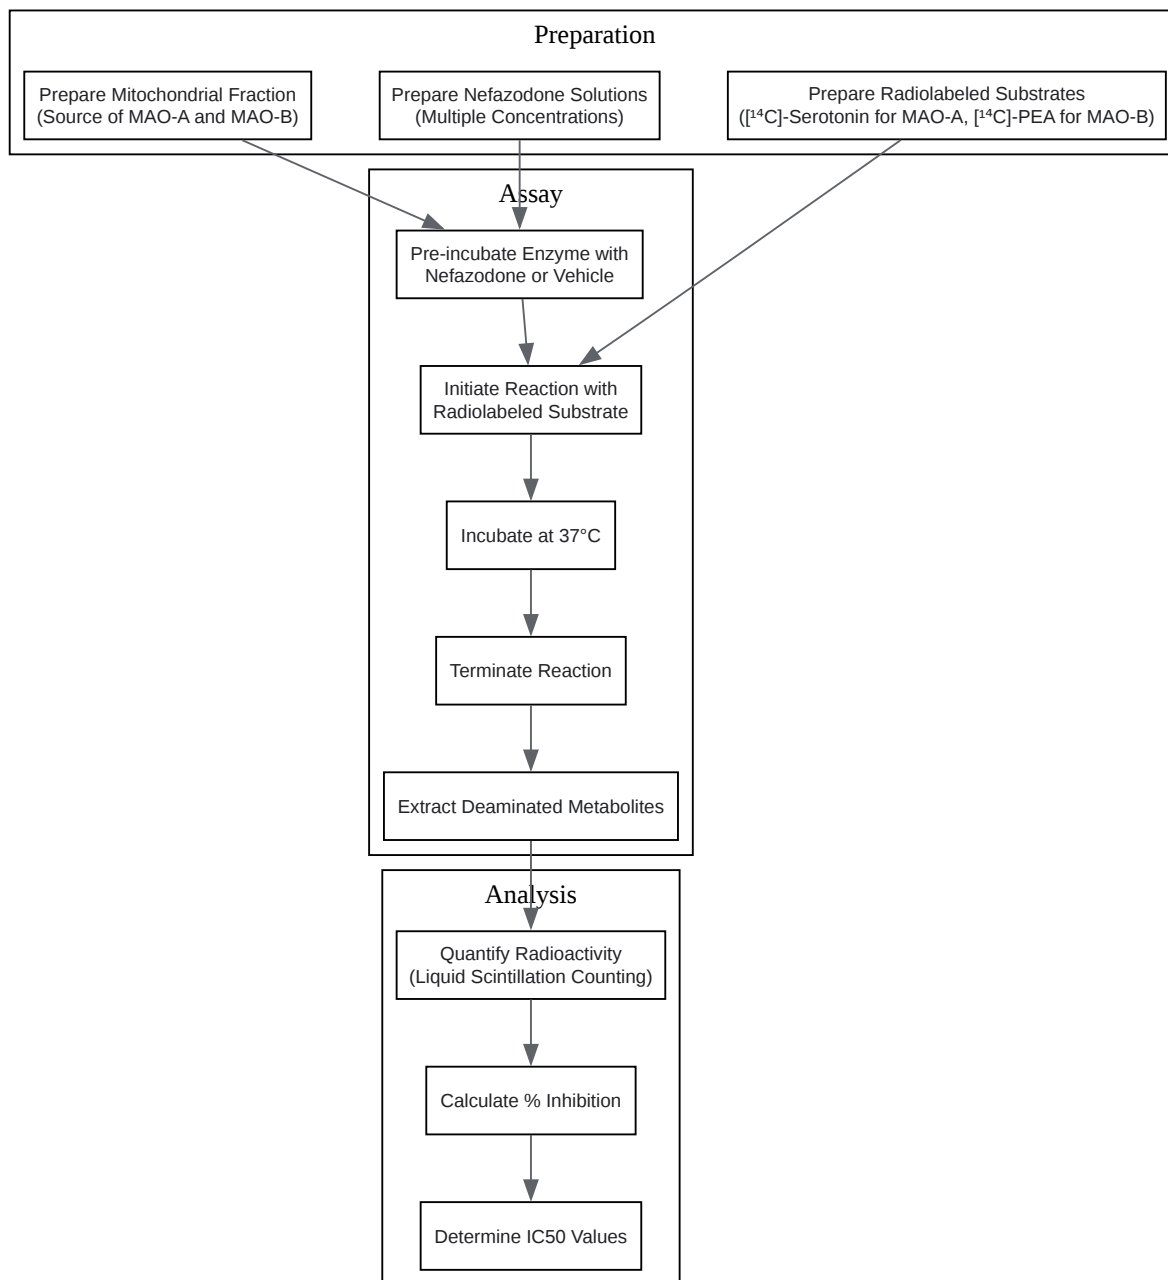 Preparation
Prepare Mitochondrial Fraction
(Source of MAO-A and MAO-B)
Prepare Nefazodone Solutions
(Multiple Concentrations)
Prepare Radiolabeled Substrates
([¹⁴C]-Serotonin for MAO-A, [¹⁴C]-PEA for MAO-B)
Assay
Pre-incubate Enzyme with
Nefazodone or Vehicle
Initiate Reaction with
Radiolabeled Substrate
Incubate at 37°C
Terminate Reaction
Extract Deaminated Metabolites
Analysis
Quantify Radioactivity
(Liquid Scintillation Counting)
Calculate % Inhibition
Determine IC50 Values